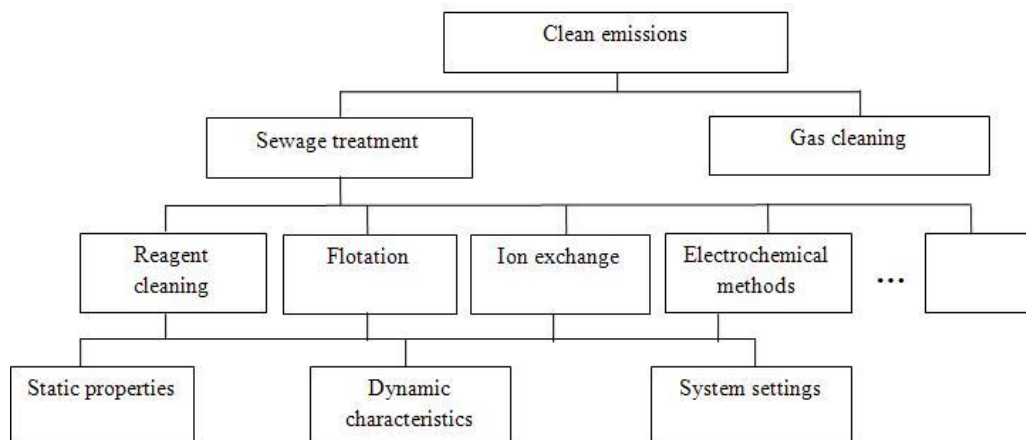 Clean emissions
Sewage treatment
Gas cleaning
Reagent
cleaning
Flotation
Ion exchange
Electrochemical
methods
...
Static properties
Dynamic
characteristics
System settings